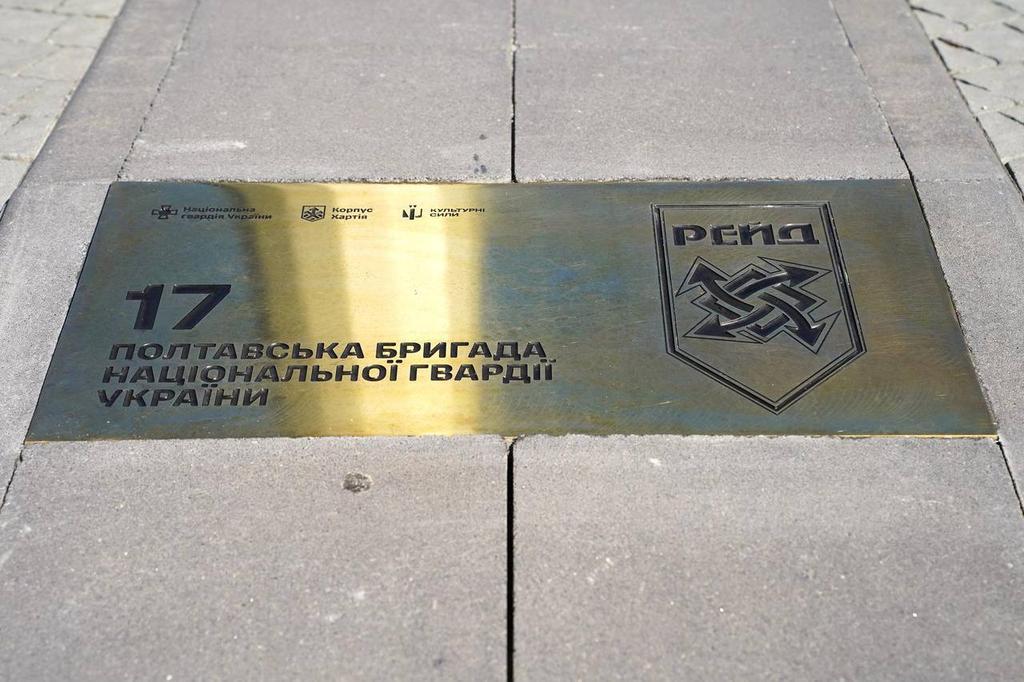 Національна
гвардія України
Корпус
Хартія
КУЛЬТУРНІ
СИЛИ
РЕЙД
17
ПОЛТАВСЬКА БРИГАДА
НАЦІОНАЛЬНОЇ ГВАРДІЇ
УКРАЇНИ